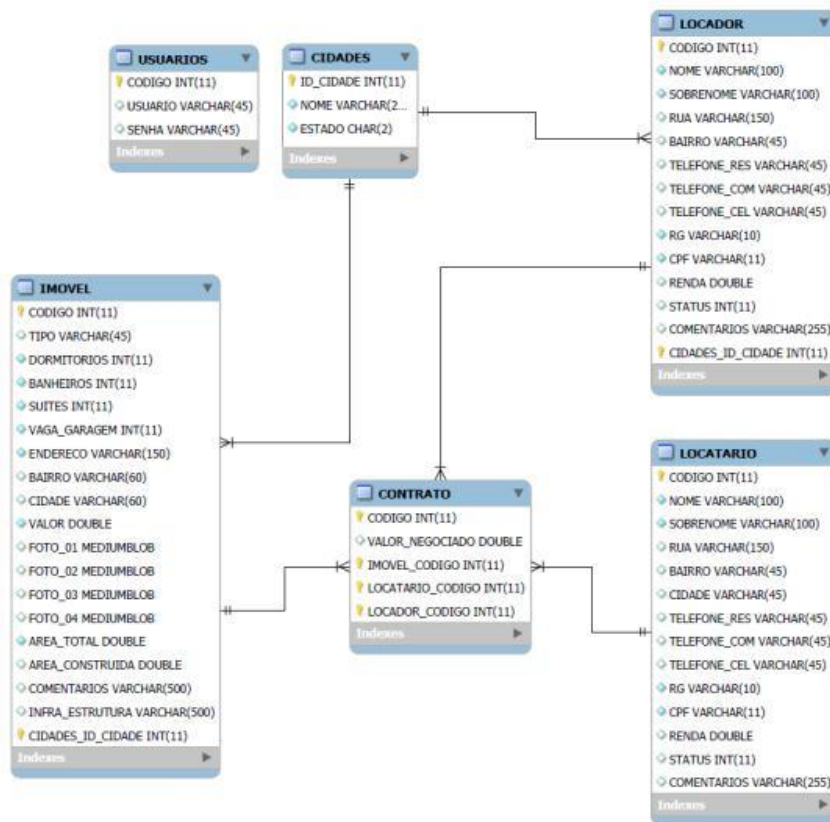 USUARIOS
CODIGO INT(11)
USUARIO VARCHAR(45)
SENHA VARCHAR(45)
Indexes
CIDADES
ID_CIDADE INT(11)
NOME VARCHAR(2...
ESTADO CHAR(2)
Indexes
LOCADOR
CODIGO INT(11)
NOME VARCHAR(100)
SOBRENOME VARCHAR(100)
RUA VARCHAR(150)
BAIRRO VARCHAR(45)
TELEFONE_RES VARCHAR(45)
TELEFONE_COM VARCHAR(45)
TELEFONE_CEL VARCHAR(45)
RG VARCHAR(10)
CPF VARCHAR(11)
RENDA DOUBLE
STATUS INT(11)
COMENTARIOS VARCHAR(255)
CIDADES_ID_CIDADE INT(11)
Indexes
IMOVEL
CODIGO INT(11)
TIPO VARCHAR(45)
DORMITORIOS INT(11)
BANHEIROS INT(11)
SUITES INT(11)
VAGA_GARAGEM INT(11)
ENDERECO VARCHAR(150)
BAIRRO VARCHAR(60)
CIDADE VARCHAR(60)
VALOR DOUBLE
FOTO_01 MEDIUMBLOB
FOTO_02 MEDIUMBLOB
FOTO_03 MEDIUMBLOB
FOTO_04 MEDIUMBLOB
AREA_TOTAL DOUBLE
AREA_CONSTRUIDA DOUBLE
COMENTARIOS VARCHAR(500)
INFRA_ESTRUTURA VARCHAR(500)
CIDADES_ID_CIDADE INT(11)
Indexes
CONTRATO
CODIGO INT(11)
VALOR_NEGOCIADO DOUBLE
IMOVEL_CODIGO INT(11)
LOCATARIO_CODIGO INT(11)
LOCADOR_CODIGO INT(11)
Indexes
LOCATARIO
CODIGO INT(11)
NOME VARCHAR(100)
SOBRENOME VARCHAR(100)
RUA VARCHAR(150)
BAIRRO VARCHAR(45)
CIDADE VARCHAR(45)
TELEFONE_RES VARCHAR(45)
TELEFONE_COM VARCHAR(45)
TELEFONE_CEL VARCHAR(45)
RG VARCHAR(10)
CPF VARCHAR(11)
RENDA DOUBLE
STATUS INT(11)
COMENTARIOS VARCHAR(255)
Indexes